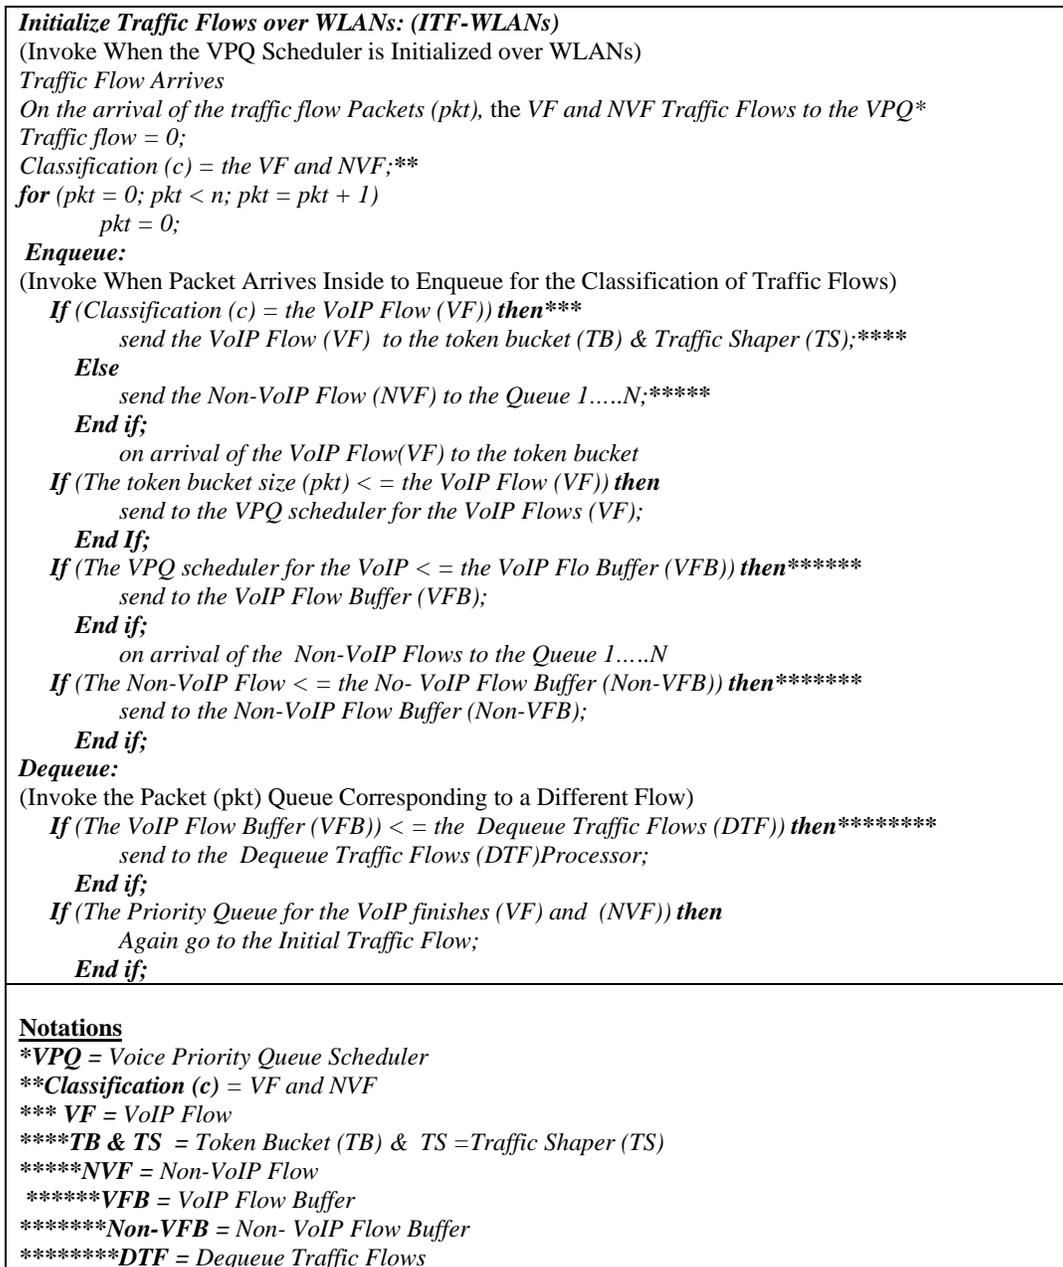 Initialize Traffic Flows over WLANs: (ITF-WLANs)
(Invoke When the VPQ Scheduler is Initialized over WLANs)
Traffic Flow Arrives
On the arrival of the traffic flow Packets (pkt), the VF and NVF Traffic Flows to the VPQ*
Traffic flow = 0;
Classification (c) = the VF and NVF;**
for (pkt = 0; pkt < n; pkt = pkt + 1)
pkt = 0;
Enqueue:
(Invoke When Packet Arrives Inside to Enqueue for the Classification of Traffic Flows)
If (Classification (c) = the VoIP Flow (VF)) then***
send the VoIP Flow (VF) to the token bucket (TB) & Traffic Shaper (TS);****
Else
send the Non-VoIP Flow (NVF) to the Queue 1…..N;*****
End if;
on arrival of the VoIP Flow(VF) to the token bucket
If (The token bucket size (pkt) < = the VoIP Flow (VF)) then
send to the VPQ scheduler for the VoIP Flows (VF);
End If;
If (The VPQ scheduler for the VoIP < = the VoIP Flo Buffer (VFB)) then******
send to the VoIP Flow Buffer (VFB);
End if;
on arrival of the Non-VoIP Flows to the Queue 1…..N
If (The Non-VoIP Flow < = the No- VoIP Flow Buffer (Non-VFB)) then*******
send to the Non-VoIP Flow Buffer (Non-VFB);
End if;
Dequeue:
(Invoke the Packet (pkt) Queue Corresponding to a Different Flow)
If (The VoIP Flow Buffer (VFB)) < = the Dequeue Traffic Flows (DTF)) then********
send to the Dequeue Traffic Flows (DTF)Processor;
End if;
If (The Priority Queue for the VoIP finishes (VF) and (NVF)) then
Again go to the Initial Traffic Flow;
End if;
Notations
*VPQ = Voice Priority Queue Scheduler
**Classification (c) = VF and NVF
*** VF = VoIP Flow
****TB & TS = Token Bucket (TB) & TS =Traffic Shaper (TS)
*****NVF = Non-VoIP Flow
******VFB = VoIP Flow Buffer
*******Non-VFB = Non- VoIP Flow Buffer
********DTF = Dequeue Traffic Flows